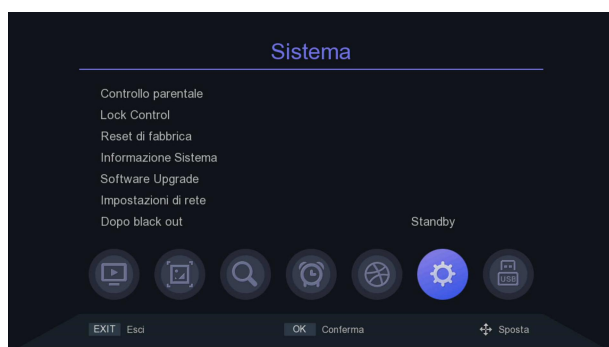 Sistema
Controllo parentale
Lock Control
Reset di fabbrica
Informazione Sistema
Software Upgrade
Impostazioni di rete
Dopo black out Standby
USB
EXIT Esci OK Conferma Sposta